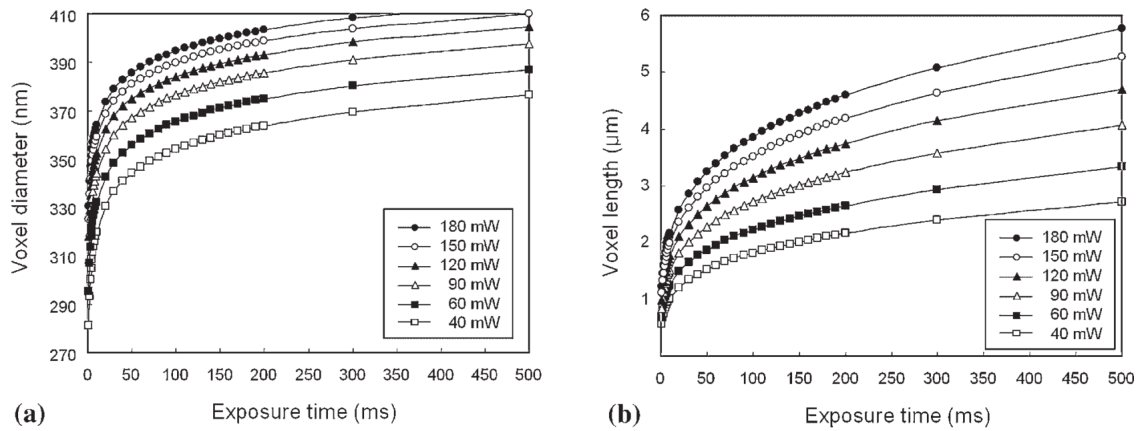 Voxel diameter (nm)
410
390
370
350
330
310
290
270
180 mW
150 mW
120 mW
90 mW
60 mW
40 mW
0 50 100 150 200 250 300 350 400 450 500
(a) Exposure time (ms)
Voxel length (μm)
6
5
4
3
2
1
180 mW
150 mW
120 mW
90 mW
60 mW
40 mW
0 50 100 150 200 250 300 350 400 450 500
(b) Exposure time (ms)